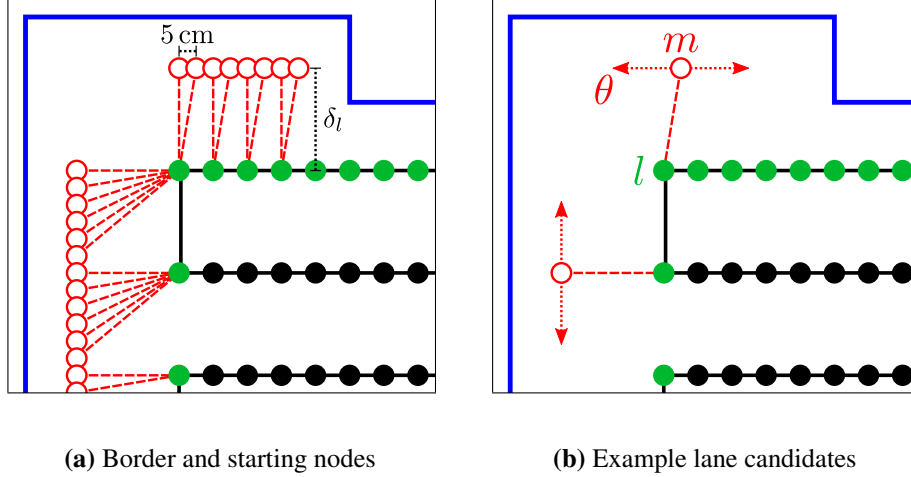 5 cm
δ_l
m
θ
l
(a) Border and starting nodes
(b) Example lane candidates